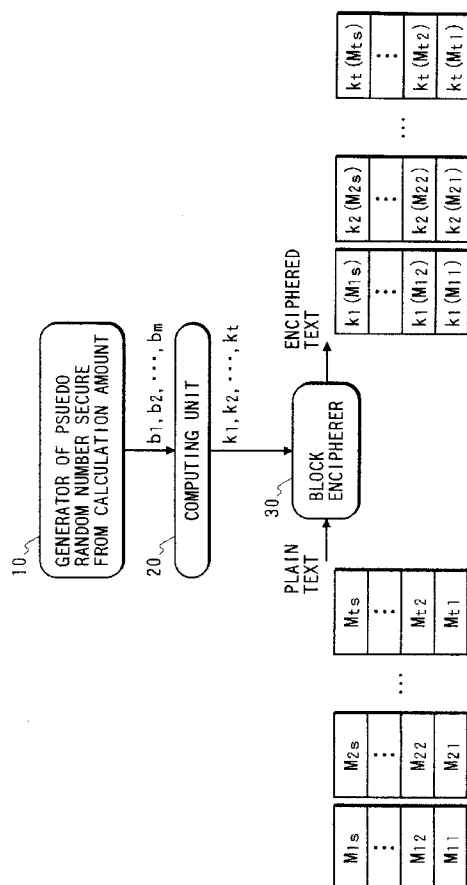 10
GENERATOR OF PSUEDO
RANDOM NUMBER SECURE
FROM CALCULATION AMOUNT
b1, b2, ···, bm
20
COMPUTING UNIT
k1, k2, ···, kt
30
BLOCK
ENCIPHERER
PLAIN
TEXT
ENCIPHERED
TEXT
M1s
⋮
M12
M11
M2s
⋮
M22
M21
···
Mts
⋮
Mt2
Mt1
k1(M1s)
⋮
k1(M12)
k1(M11)
k2(M2s)
⋮
k2(M22)
k2(M21)
···
kt(Mts)
⋮
kt(Mt2)
kt(Mt1)